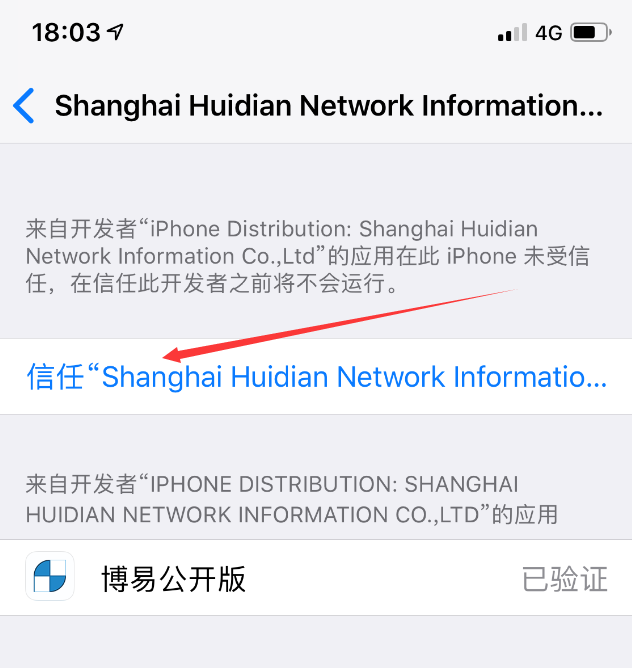 18:03
4G
Shanghai Huidian Network Information...
来自开发者“iPhone Distribution: Shanghai Huidian
Network Information Co.,Ltd”的应用在此 iPhone 未受信
任，在信任此开发者之前将不会运行。
信任“Shanghai Huidian Network Informatio...
来自开发者“IPHONE DISTRIBUTION: SHANGHAI
HUIDIAN NETWORK INFORMATION CO.,LTD”的应用
博易公开版 已验证